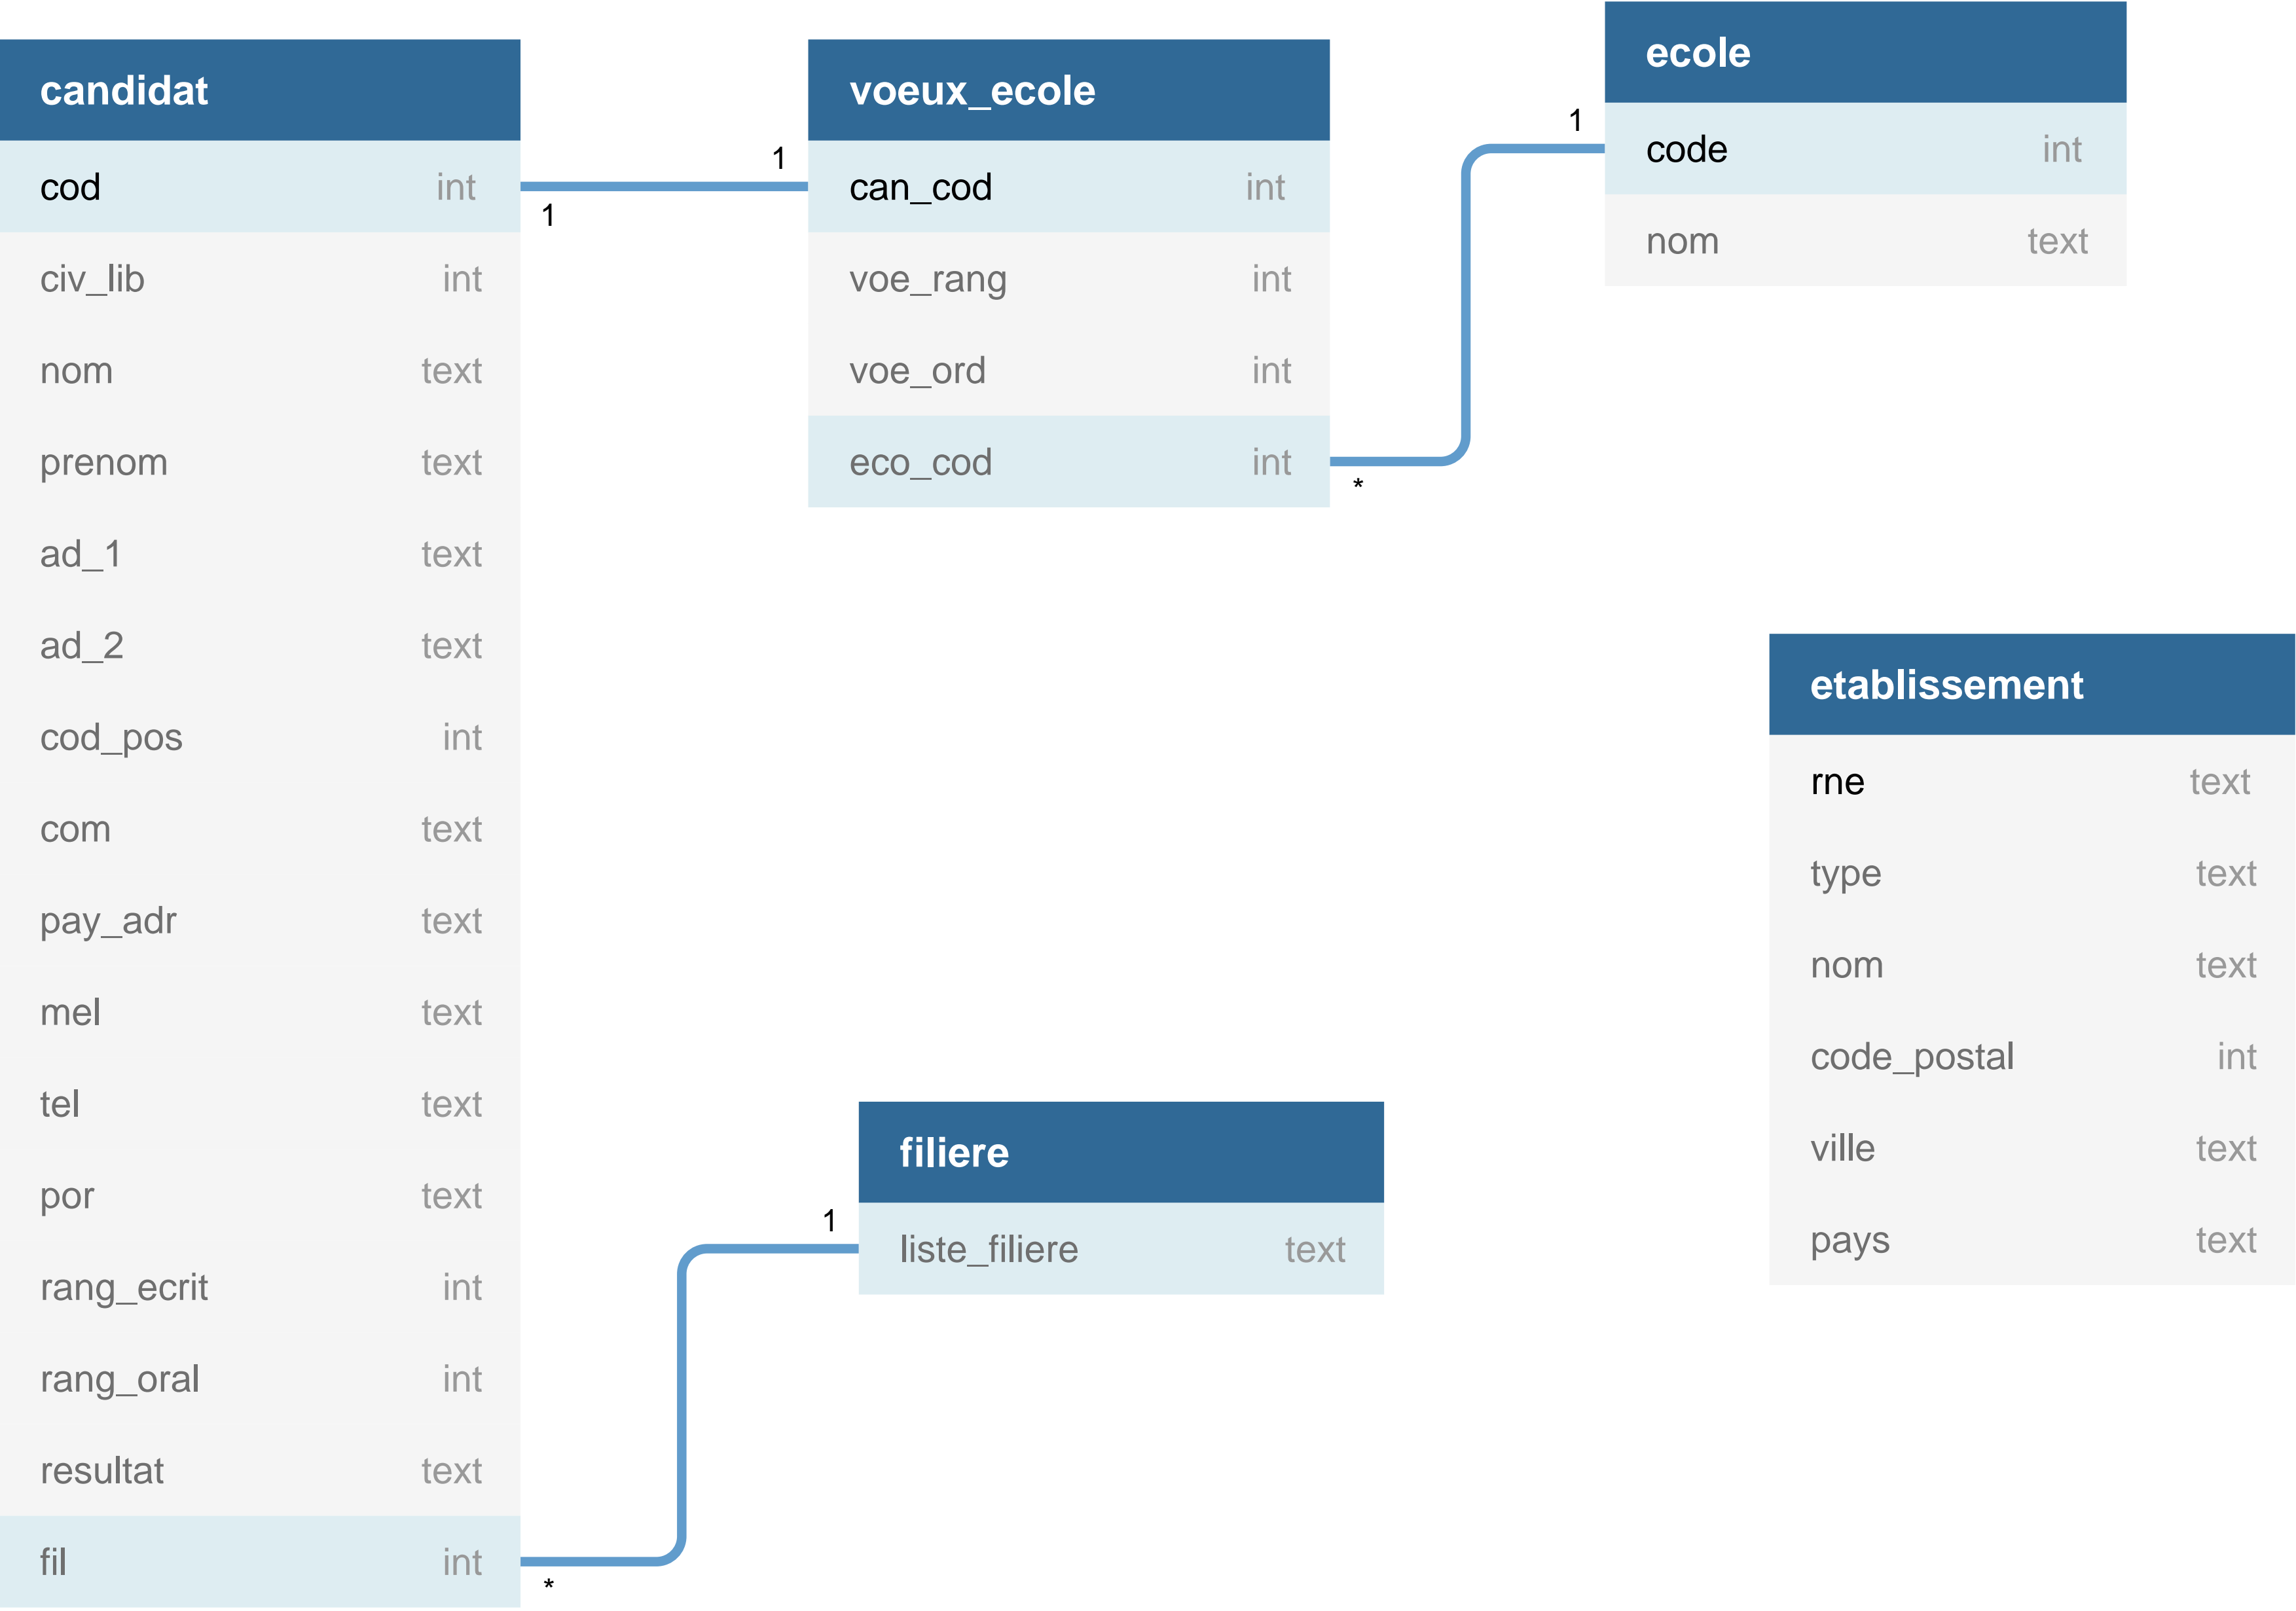 candidat
cod int
civ_lib int
nom text
prenom text
ad_1 text
ad_2 text
cod_pos int
com text
pay_adr text
mel text
tel text
por text
rang_ecrit int
rang_oral int
resultat text
fil int
1
1
*
1
voeux_ecole
can_cod int
voe_rang int
voe_ord int
eco_cod int
*
1
ecole
code int
nom text
filiere
liste_filiere text
etablissement
rne text
type text
nom text
code_postal int
ville text
pays text